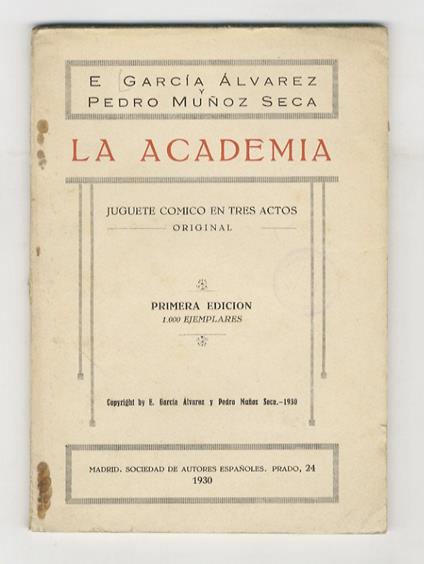 E. GARCÍA ÁLVAREZ
Y
PEDRO MUÑOZ SECA
LA ACADEMIA
JUGUETE COMICO EN TRES ACTOS
ORIGINAL
PRIMERA EDICION
1.000 EJEMPLARES
Copyright by E. García Álvarez y Pedro Muñoz Seca.-1930
MADRID. SOCIEDAD DE AUTORES ESPAÑOLES. PRADO, 24
1930